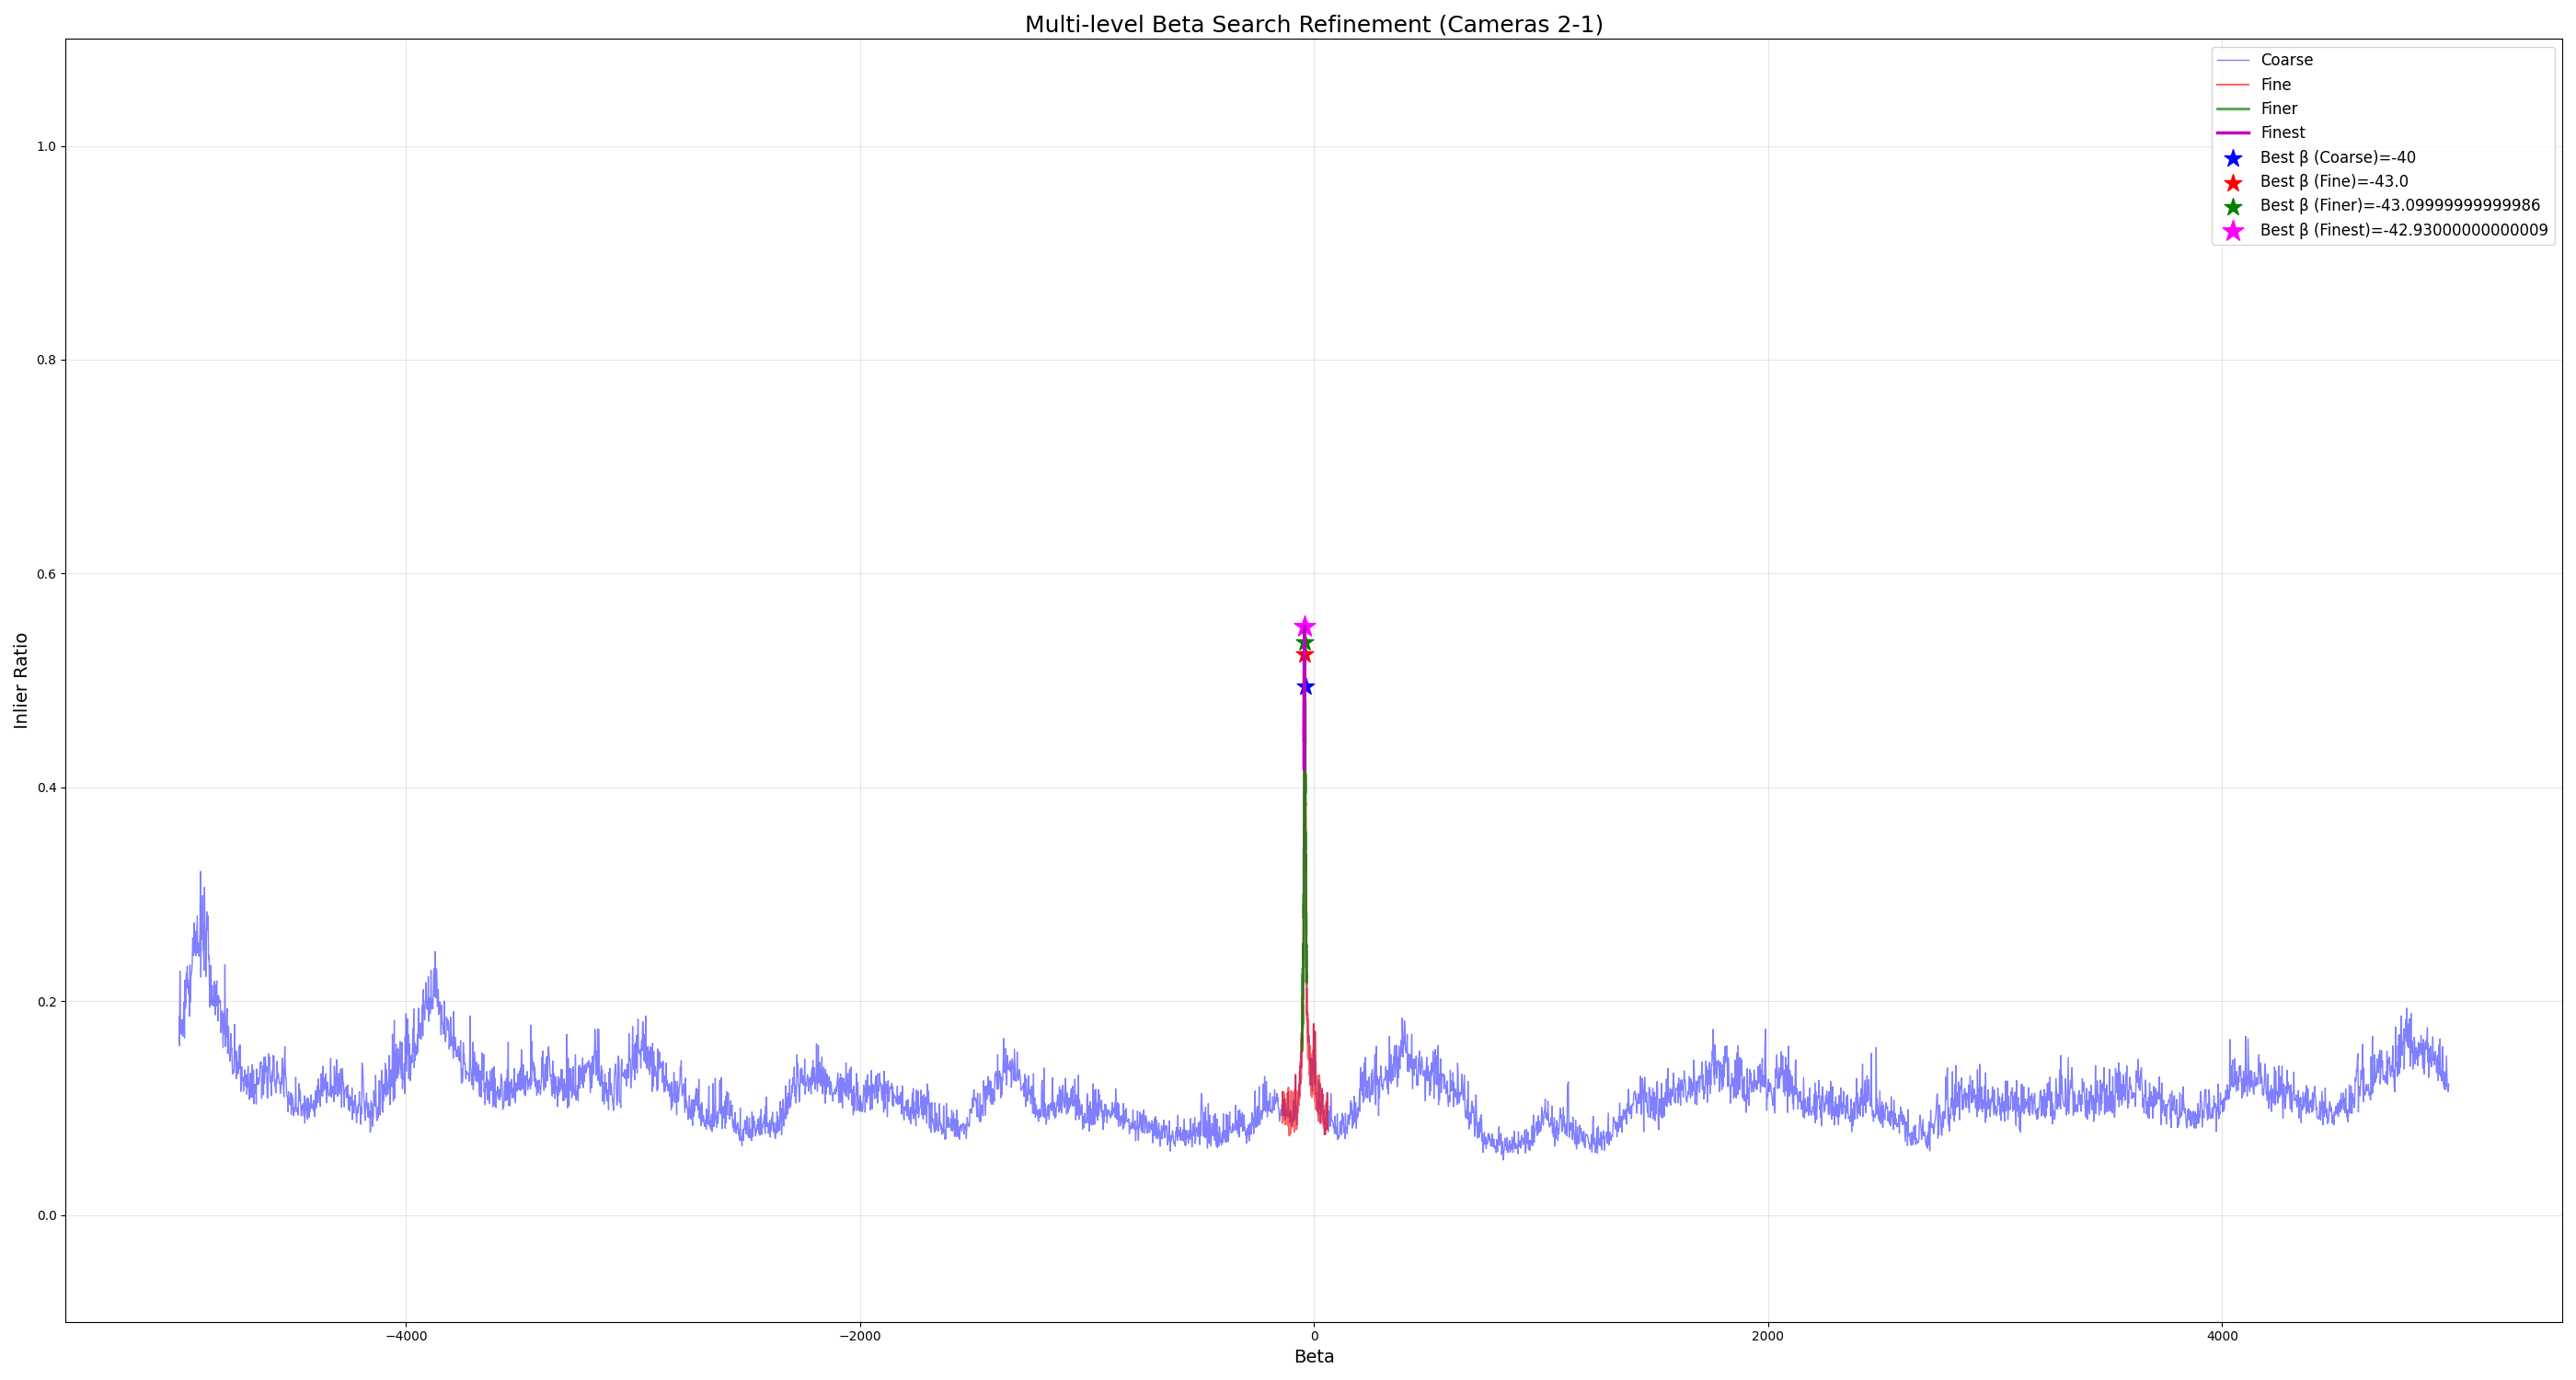 Multi-level Beta Search Refinement (Cameras 2-1)
Coarse
Fine
Finer
Finest
Best β (Coarse)=-40
Best β (Fine)=-43.0
Best β (Finer)=-43.09999999999986
Best β (Finest)=-42.93000000000009
Inlier Ratio
1.0
0.8
0.6
0.4
0.2
0.0
−4000
−2000
0
2000
4000
Beta